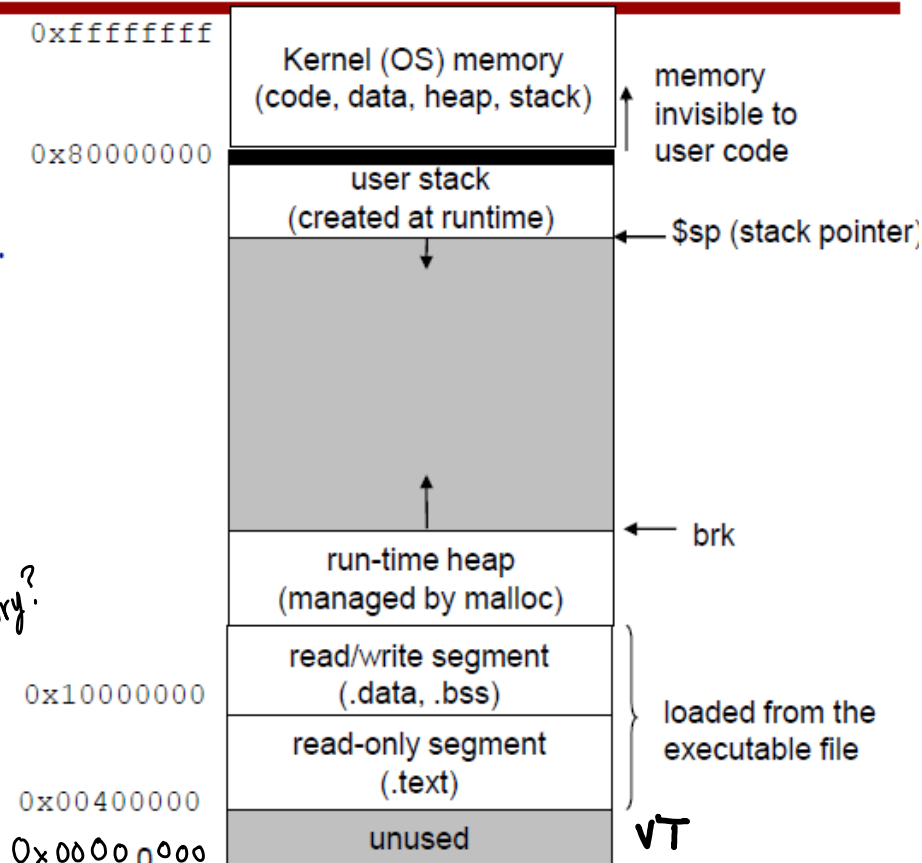 0xffffffff
Kernel (OS) memory
(code, data, heap, stack)
memory
invisible to
user code
0x80000000
user stack
(created at runtime)
$sp (stack pointer)
brk
run-time heap
(managed by malloc)
read/write segment
(.data, .bss)
0x10000000
loaded from the
executable file
read-only segment
(.text)
0x00400000
unused
VT
0x00000000